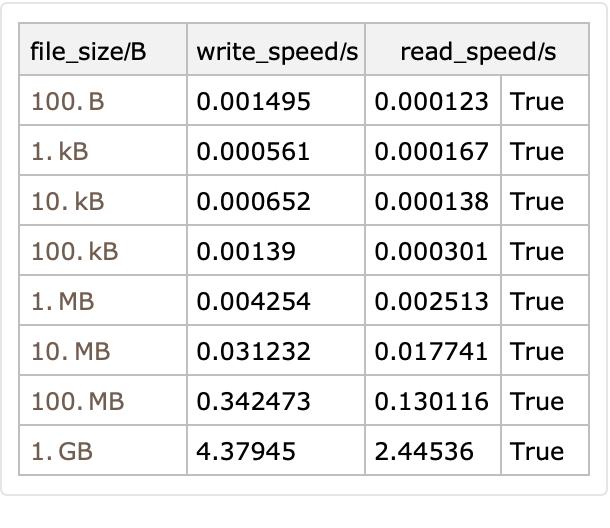 file_size/B write_speed/s read_speed/s
100. B 0.001495 0.000123 True
1. kB 0.000561 0.000167 True
10. kB 0.000652 0.000138 True
100. kB 0.00139 0.000301 True
1. MB 0.004254 0.002513 True
10. MB 0.031232 0.017741 True
100. MB 0.342473 0.130116 True
1. GB 4.37945 2.44536 True